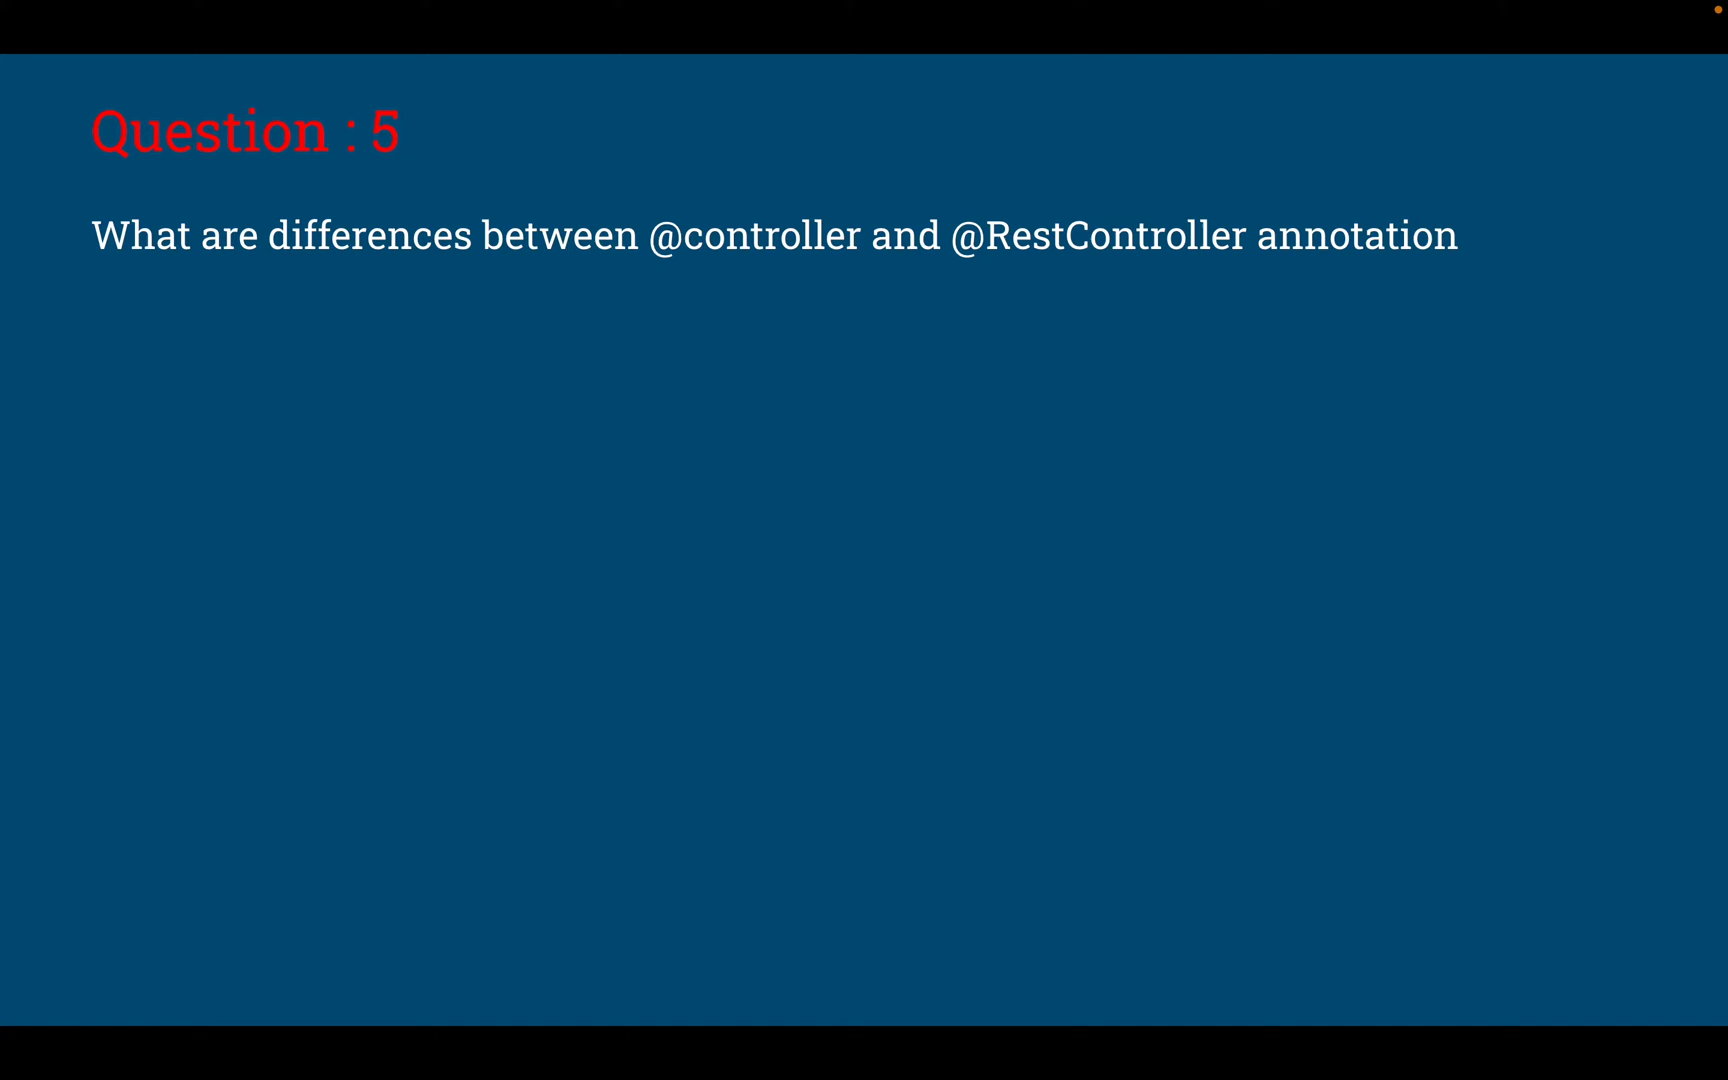 Question : 5
What are differences between @controller and @RestController annotation